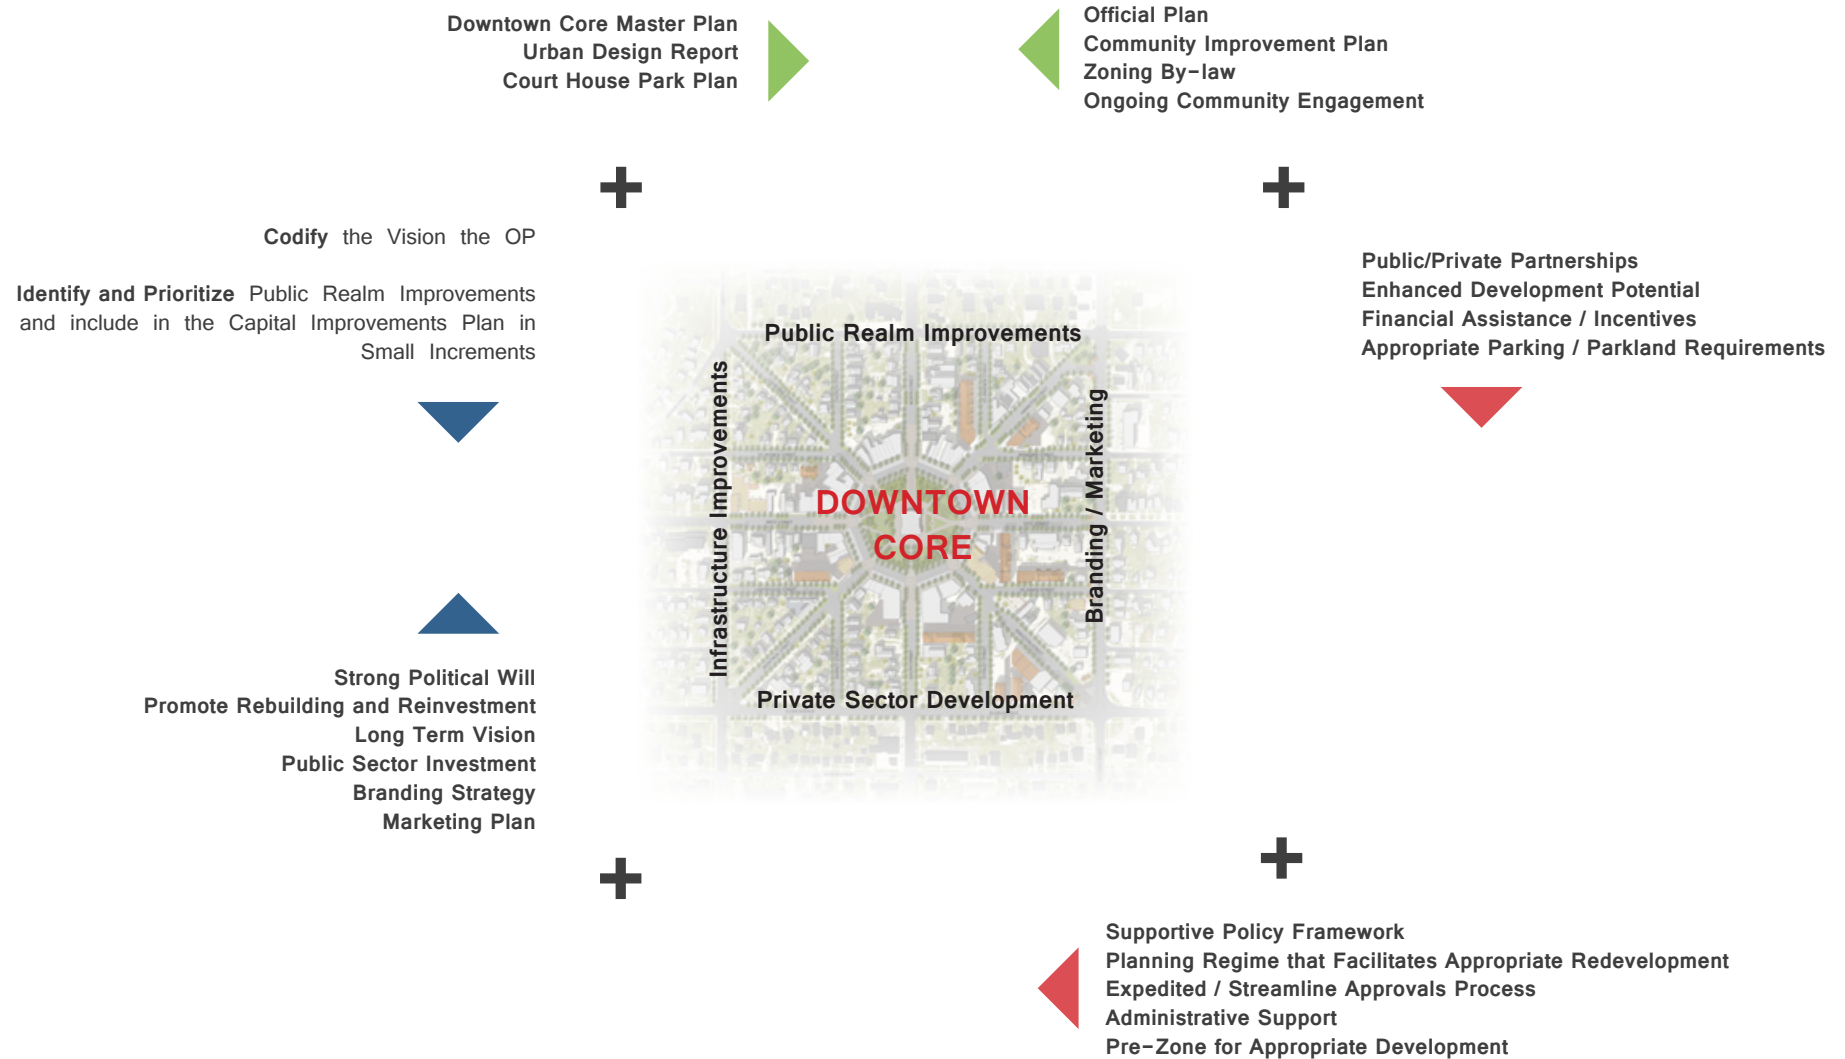 Downtown Core Master Plan
Urban Design Report
Court House Park Plan
Official Plan
Community Improvement Plan
Zoning By-law
Ongoing Community Engagement
+
+
Codify the Vision the OP
Identify and Prioritize Public Realm Improvements
and include in the Capital Improvements Plan in
Small Increments
Public/Private Partnerships
Enhanced Development Potential
Financial Assistance / Incentives
Appropriate Parking / Parkland Requirements
Public Realm Improvements
Infrastructure Improvements
DOWNTOWN
CORE
Branding / Marketing
Private Sector Development
Strong Political Will
Promote Rebuilding and Reinvestment
Long Term Vision
Public Sector Investment
Branding Strategy
Marketing Plan
+
+
Supportive Policy Framework
Planning Regime that Facilitates Appropriate Redevelopment
Expedited / Streamline Approvals Process
Administrative Support
Pre-Zone for Appropriate Development